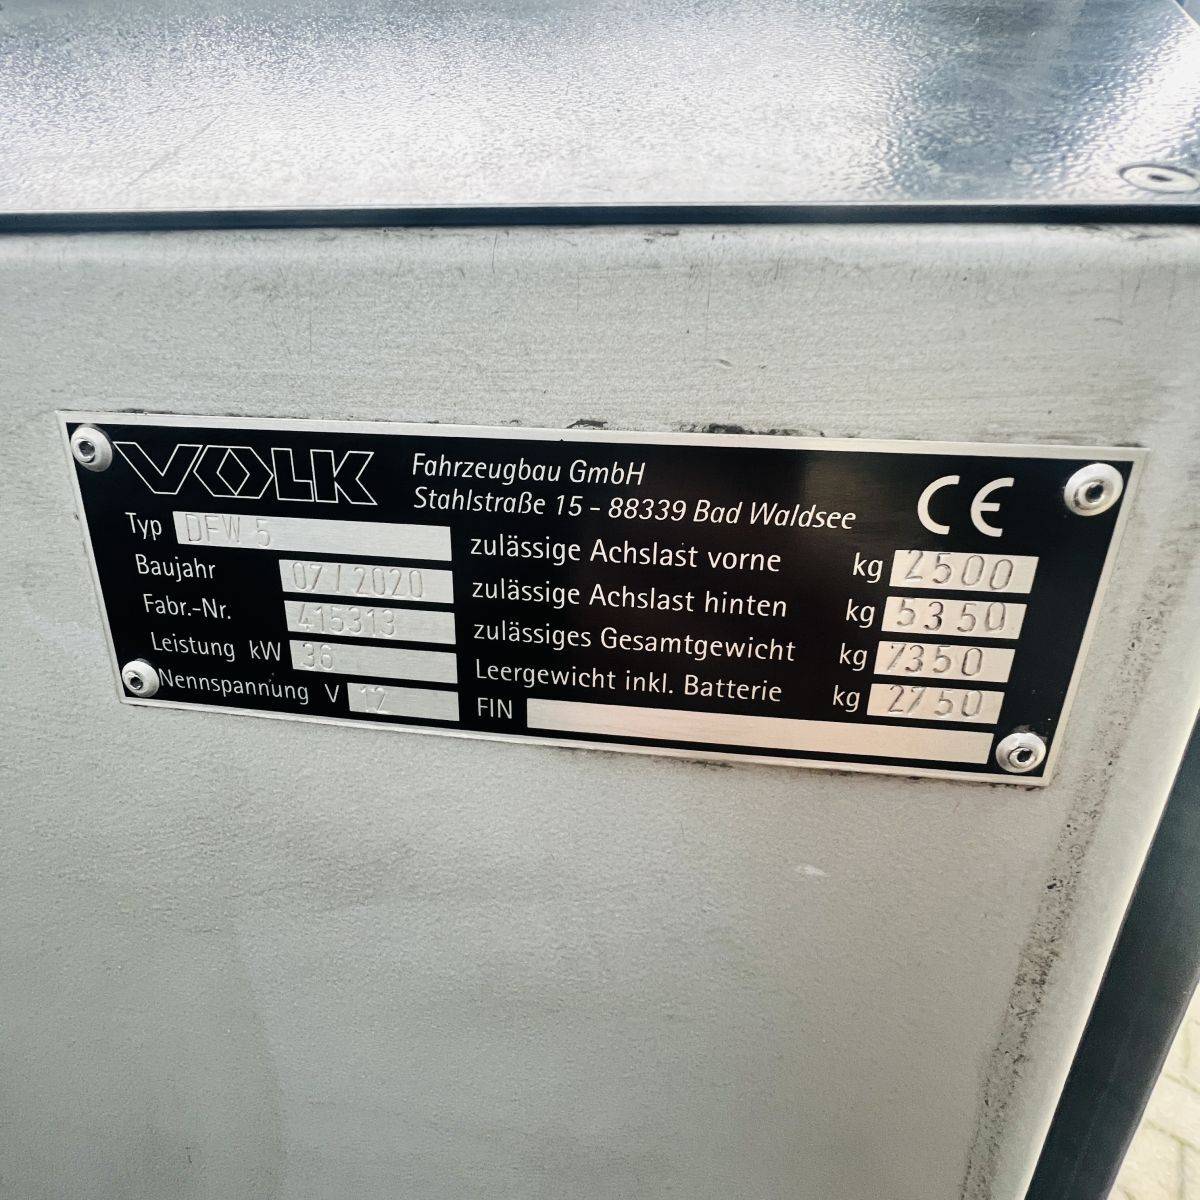 VOLK
Fahrzeugbau GmbH
Stahlstraße 15 - 88339 Bad Waldsee
CE
Typ DFW 5
Baujahr 07/2020
Fabr.-Nr. 415313
Leistung kW 36
Nennspannung V 12
zulässige Achslast vorne kg 2500
zulässige Achslast hinten kg 5350
zulässiges Gesamtgewicht kg 7350
Leergewicht inkl. Batterie kg 2750
FIN